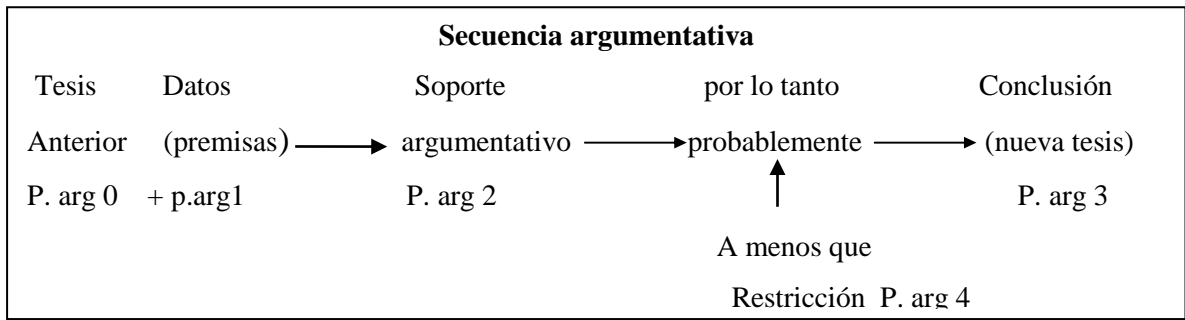 Secuencia argumentativa
Tesis Datos Soporte por lo tanto Conclusión
Anterior (premisas) argumentativo probablemente (nueva tesis)
P. arg 0 + p.arg1 P. arg 2 P. arg 3
A menos que
Restricción P. arg 4